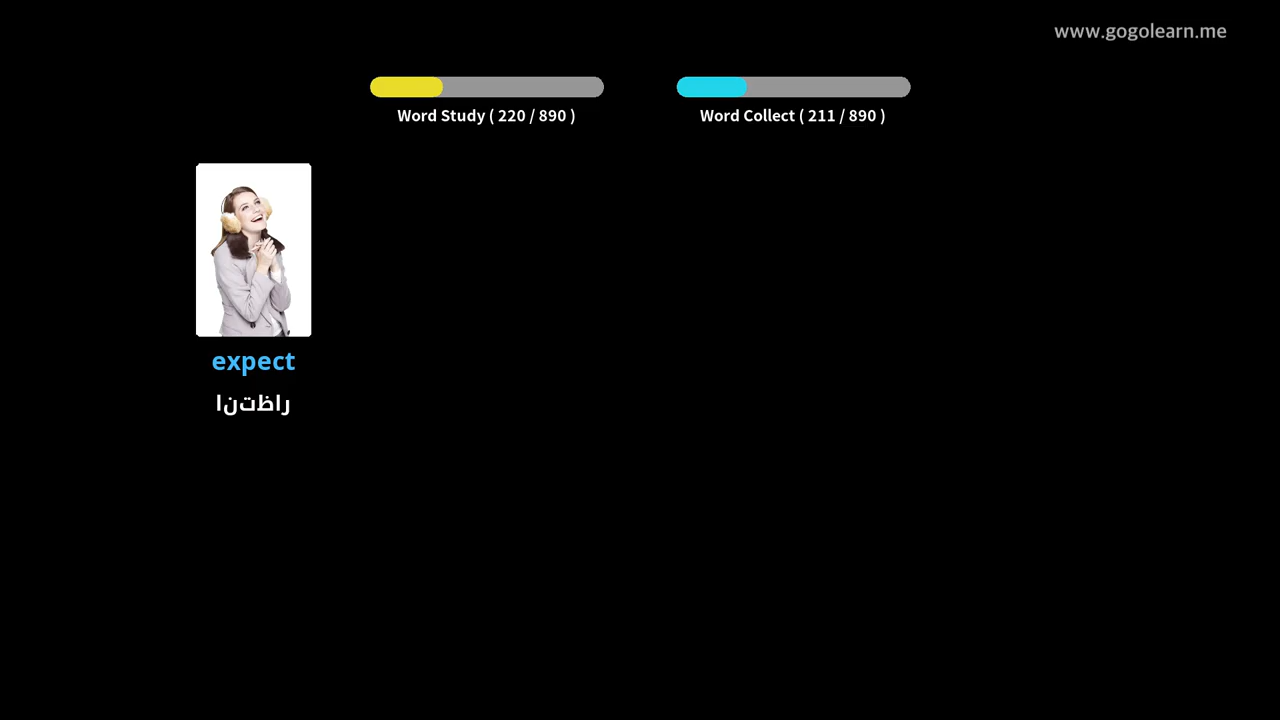 www.gogolearn.me
Word Study ( 220 / 890 )
Word Collect ( 211 / 890 )
expect
راظتنا